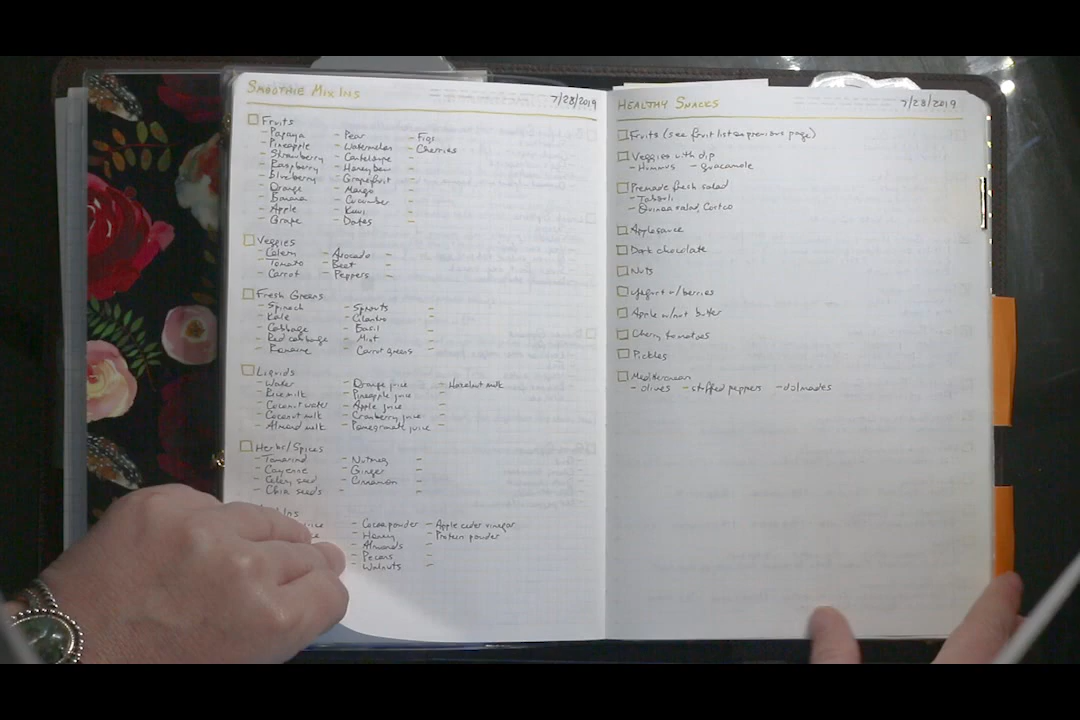 SMOOTHIE MIX INS
7/28/2019
Fruits
- Papaya - Pear - Figs
- Pineapple - Watermelon - Cherries
- Strawberry - Canteloupe -
- Raspberry - Honeydew -
- Blueberry - Grapefruit -
- Orange - Mango -
- Banana - Cucumber -
- Apple - Kiwi -
- Grape - Dates -
Veggies
- Celery - Avocado -
- Tomato - Beet -
- Carrot - Peppers -
Fresh Greens
- Spinach - Sprouts -
- Kale - Cilantro -
- Cabbage - Basil -
- Red cabbage - Mint -
- Romaine - Carrot greens -
Liquids
- Water - Orange juice - Hazelnut milk
- Rice milk - Pineapple juice -
- Coconut water - Apple juice -
- Coconut milk - Cranberry juice -
- Almond milk - Pomegranate juice -
Herbs/Spices
- Tamarind - Nutmeg -
- Cayenne - Ginger -
- Celery seed - Cinnamon -
- Chia seeds - -
- Cocoa powder - Apple cider vinegar
- Honey - Protein powder
- Almonds -
- Pecans -
- Walnuts -
HEALTHY SNACKS
7/28/2019
Fruits (see fruit list on previous page)
Veggies with dip
- Hummus - guacamole
Premade fresh salad
- Tabouli
- Quinoa salad, Costco
Applesauce
Dark chocolate
Nuts
Yogurt w/berries
Apple w/nut butter
Cherry tomatoes
Pickles
Mediterranean
- olives - stuffed peppers - dolmades